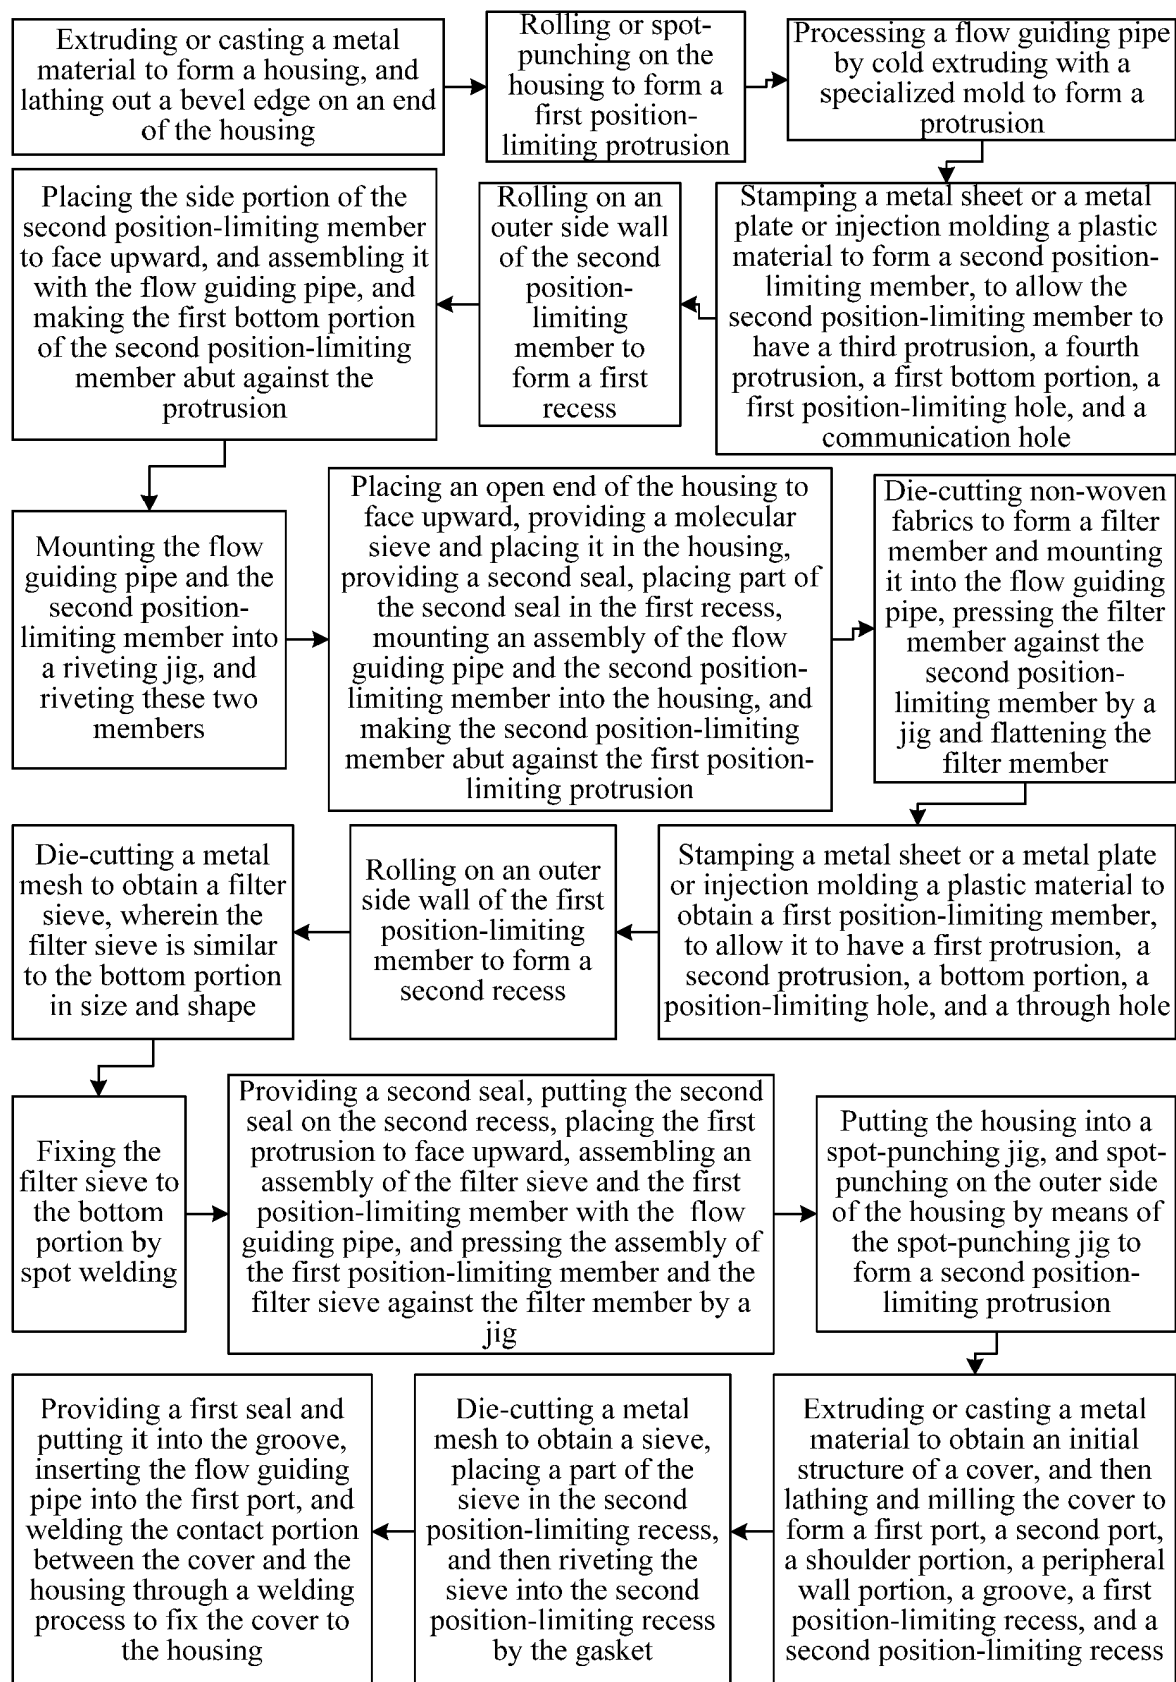 Extruding or casting a metal
material to form a housing, and
lathing out a bevel edge on an end
of the housing
Rolling or spot-
punching on the
housing to form a
first position-
limiting protrusion
Processing a flow guiding pipe
by cold extruding with a
specialized mold to form a
protrusion
Stamping a metal sheet or a metal
plate or injection molding a plastic
material to form a second position-
limiting member, to allow the
second position-limiting member to
have a third protrusion, a fourth
protrusion, a first bottom portion, a
first position-limiting hole, and a
communication hole
Rolling on an
outer side wall
of the second
position-
limiting
member to
form a first
recess
Placing the side portion of the
second position-limiting member
to face upward, and assembling it
with the flow guiding pipe, and
making the first bottom portion
of the second position-limiting
member abut against the
protrusion
Mounting the flow
guiding pipe and the
second position-
limiting member into
a riveting jig, and
riveting these two
members
Placing an open end of the housing to
face upward, providing a molecular
sieve and placing it in the housing,
providing a second seal, placing part of
the second seal in the first recess,
mounting an assembly of the flow
guiding pipe and the second position-
limiting member into the housing, and
making the second position-limiting
member abut against the first position-
limiting protrusion
Die-cutting non-woven
fabrics to form a filter
member and mounting
it into the flow guiding
pipe, pressing the filter
member against the
second position-
limiting member by a
jig and flattening the
filter member
Stamping a metal sheet or a metal plate
or injection molding a plastic material to
obtain a first position-limiting member,
to allow it to have a first protrusion, a
second protrusion, a bottom portion, a
position-limiting hole, and a through hole
Rolling on an outer
side wall of the first
position-limiting
member to form a
second recess
Die-cutting a metal
mesh to obtain a filter
sieve, wherein the
filter sieve is similar
to the bottom portion
in size and shape
Fixing the
filter sieve to
the bottom
portion by
spot welding
Providing a second seal, putting the second
seal on the second recess, placing the first
protrusion to face upward, assembling an
assembly of the filter sieve and the first
position-limiting member with the flow
guiding pipe, and pressing the assembly of
the first position-limiting member and the
filter sieve against the filter member by a
jig
Putting the housing into a
spot-punching jig, and spot-
punching on the outer side
of the housing by means of
the spot-punching jig to
form a second position-
limiting protrusion
Extruding or casting a metal
material to obtain an initial
structure of a cover, and then
lathing and milling the cover to
form a first port, a second port,
a shoulder portion, a peripheral
wall portion, a groove, a first
position-limiting recess, and a
second position-limiting recess
Die-cutting a metal
mesh to obtain a sieve,
placing a part of the
sieve in the second
position-limiting recess,
and then riveting the
sieve into the second
position-limiting recess
by the gasket
Providing a first seal and
putting it into the groove,
inserting the flow guiding
pipe into the first port, and
welding the contact portion
between the cover and the
housing through a welding
process to fix the cover to
the housing